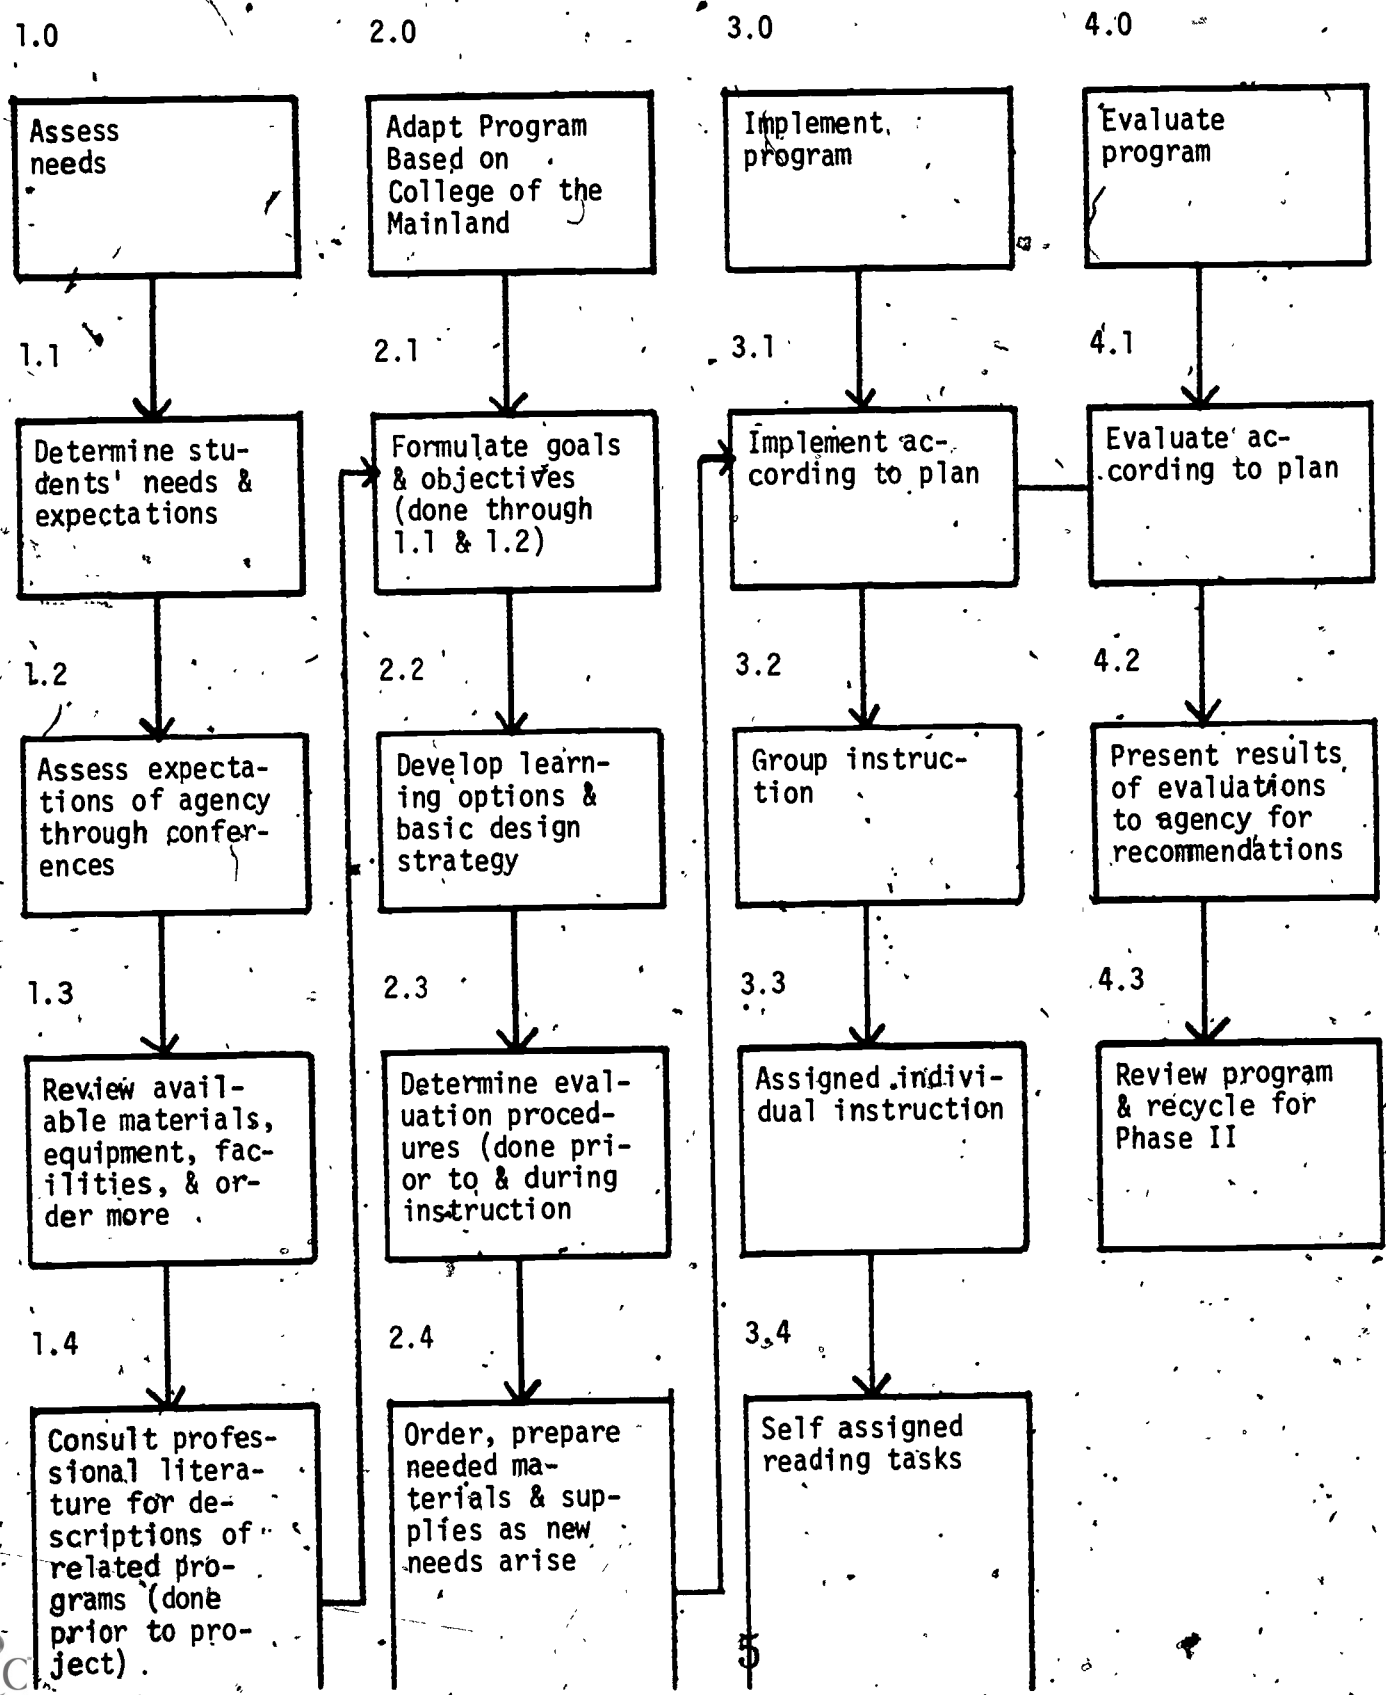 1.0
Assess
needs
1.1
Determine stu-
dents' needs &
expectations
1.2
Assess expecta-
tions of agency
through confer-
ences
1.3
Review avail-
able materials,
equipment, fac-
ilities, & or-
der more
1.4
Consult profes-
sional litera-
ture for de-
scriptions of
related pro-
grams (done
prior to pro-
ject).
2.0
Adapt Program
Based on
College of the
Mainland
2.1
Formulate goals
& objectives
(done through
1.1 & 1.2)
2.2
Develop learn-
ing options &
basic design
strategy
2.3
Determine eval-
uation proced-
ures (done pri-
or to & during
instruction
2.4
Order, prepare
needed ma-
terials & sup-
plies as new
needs arise
3.0
Implement
program
3.1
Implement ac-
cording to plan
3.2
Group instruc-
tion
3.3
Assigned indivi-
dual instruction
3.4
Self assigned
reading tasks
4.0
Evaluate
program
4.1
Evaluate ac-
cording to plan
4.2
Present results
of evaluations
to agency for
recommendations
4.3
Review program
& recycle for
Phase II
5
C